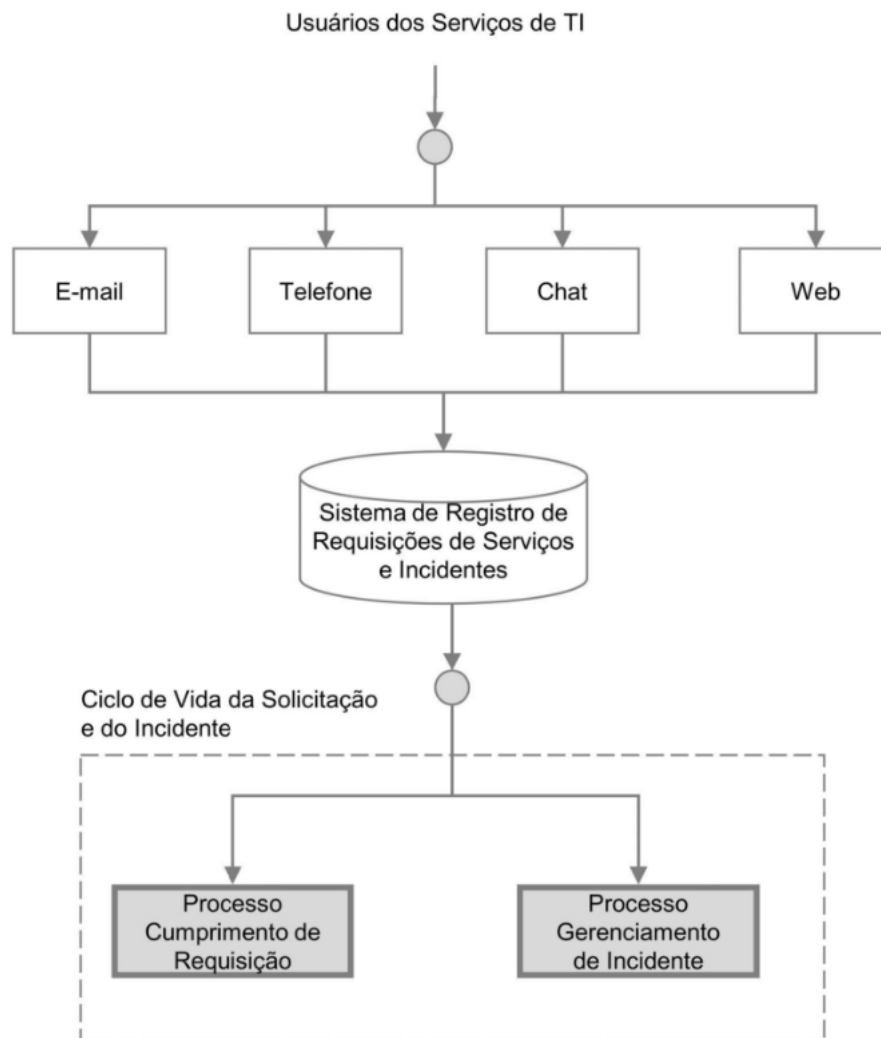 Usuários dos Serviços de TI
E-mail
Telefone
Chat
Web
Sistema de Registro de
Requisições de Serviços
e Incidentes
Ciclo de Vida da Solicitação
e do Incidente
Processo
Cumprimento de
Requisição
Processo
Gerenciamento
de Incidente